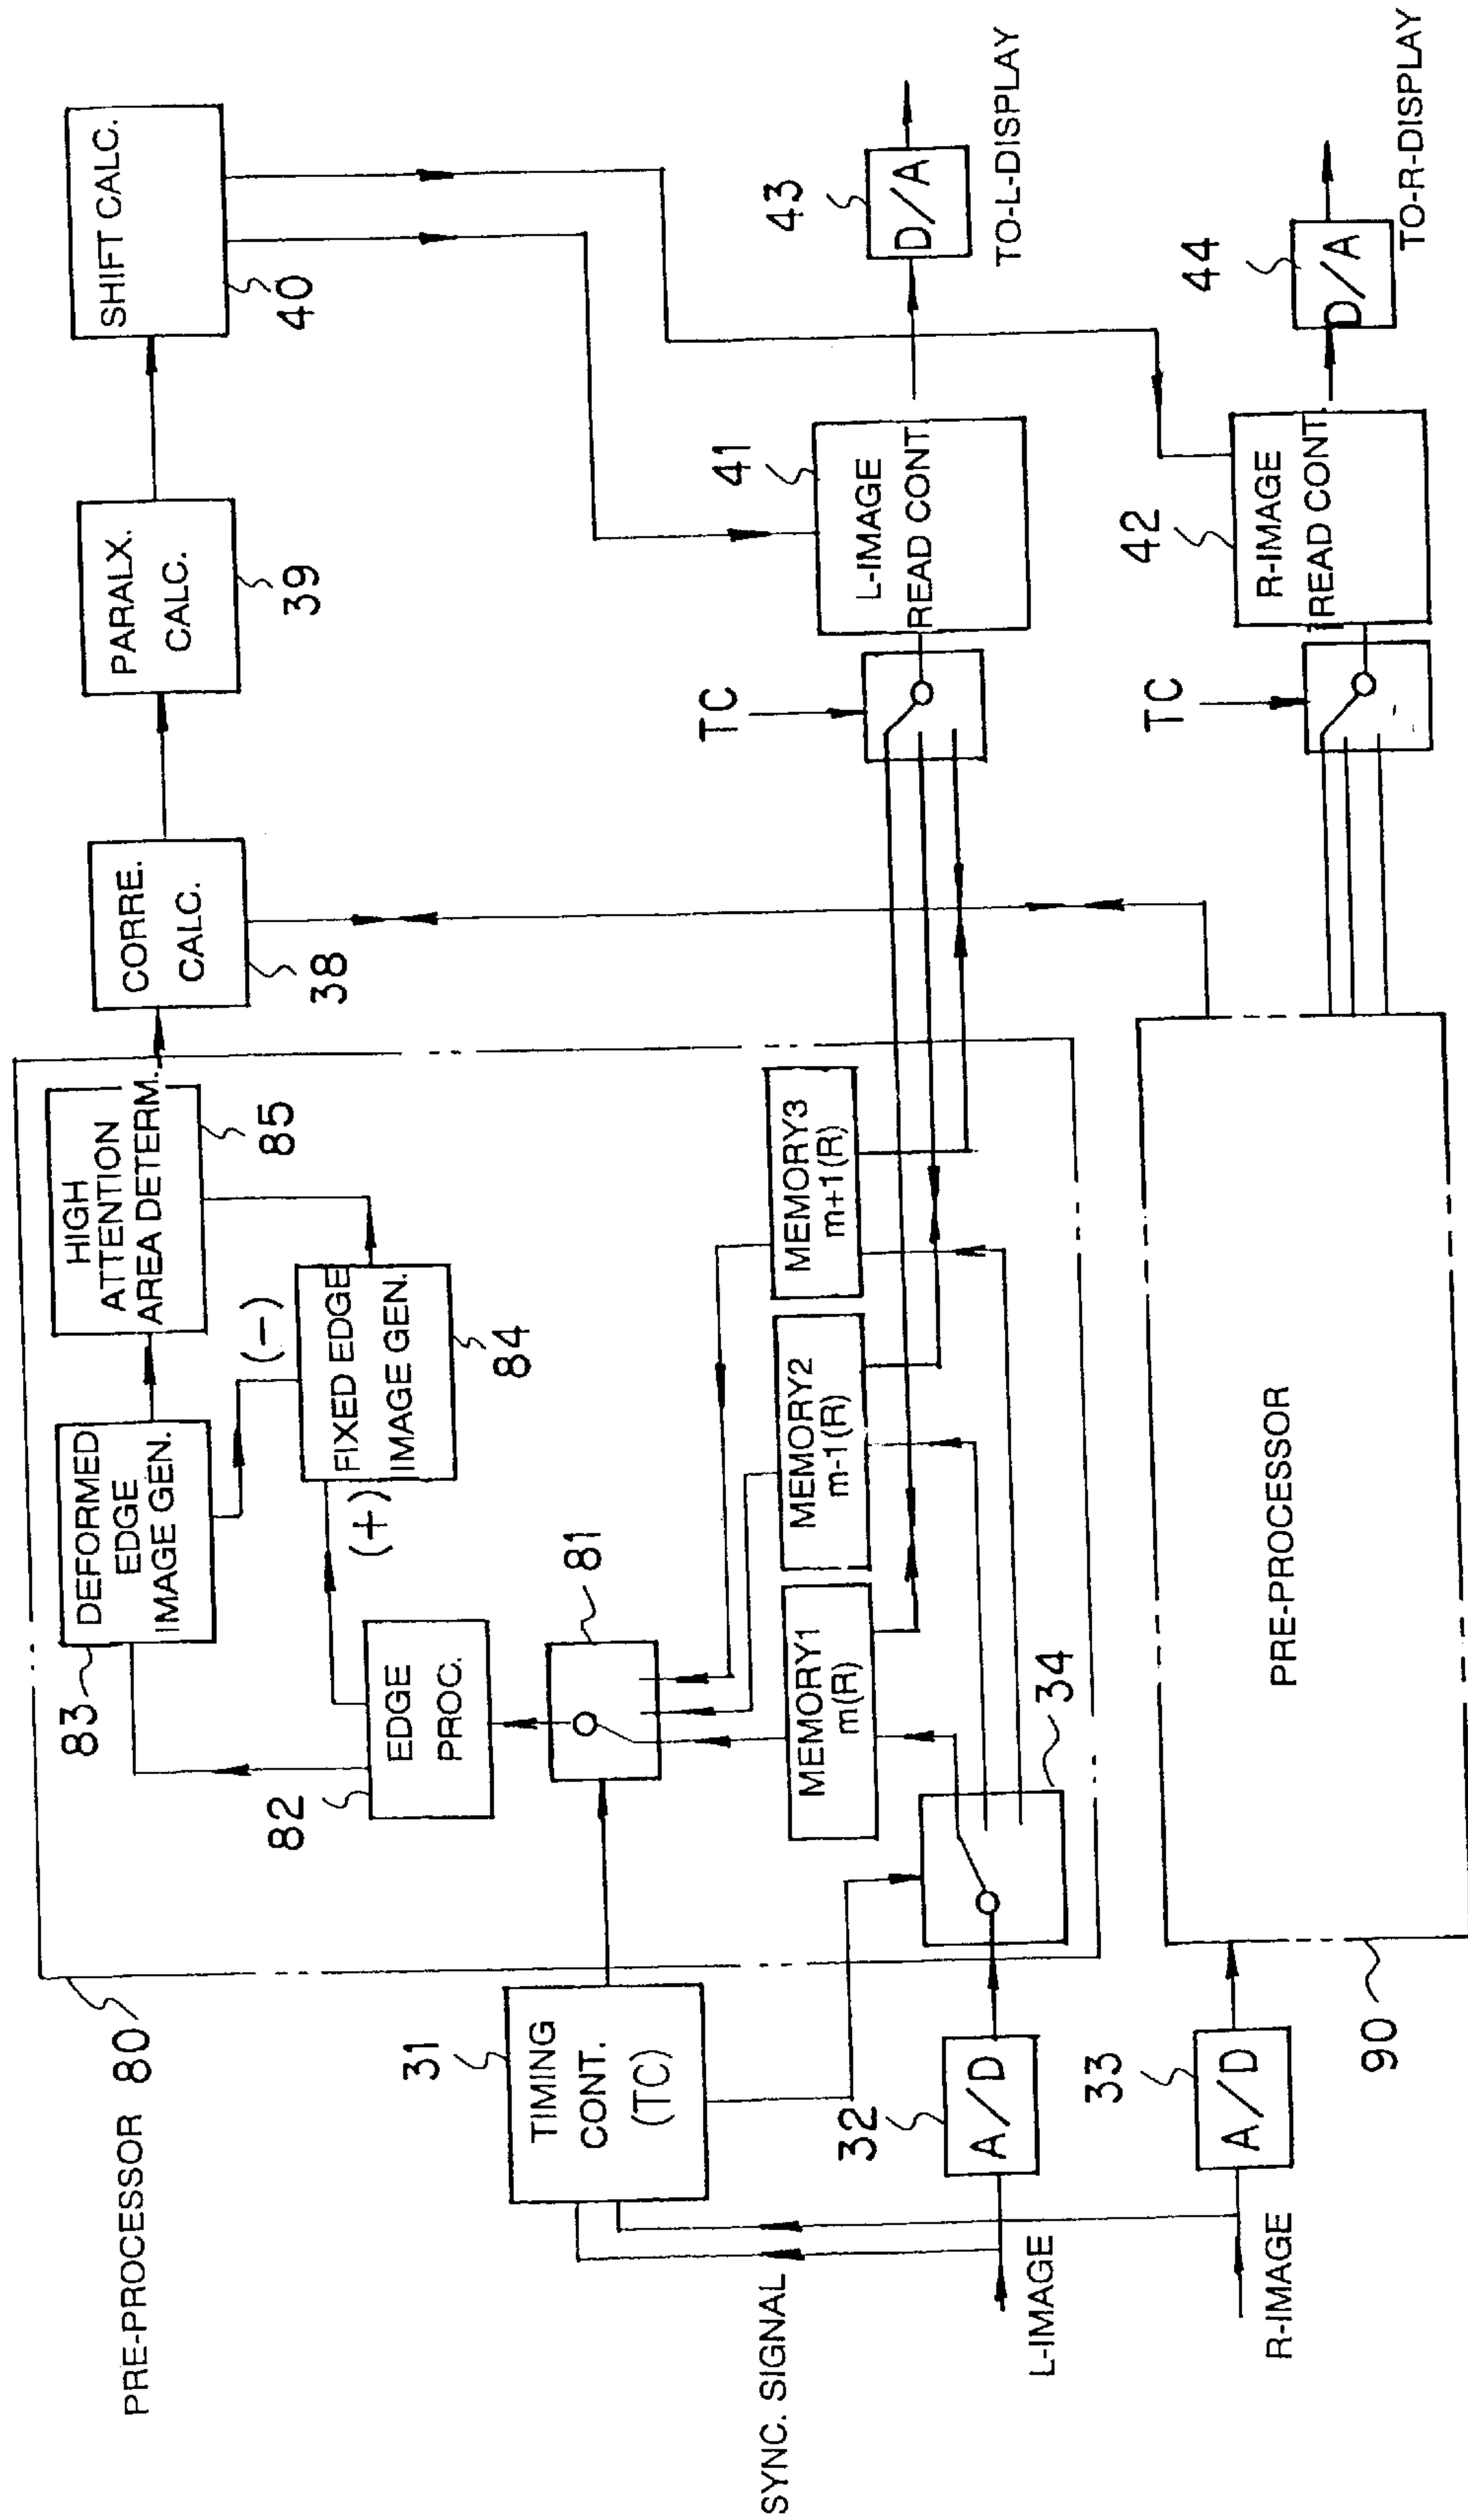 PRE-PROCESSOR 80
83
DEFORMED
EDGE
IMAGE GEN.
HIGH
ATTENTION
AREA DETERM.
85
CORRE.
CALC.
38
PARALX.
CALC.
39
SHIFT CALC.
40
82
EDGE
PROC.
(+)
(-)
FIXED EDGE
IMAGE GEN.
84
31
TIMING
CONT.
(TC)
81
SYNC. SIGNAL
MEMORY1
m(R)
MEMORY2
m-1(R)
MEMORY3
m+1(R)
TC
41
L-IMAGE
READ CONT
43
D/A
TO-L-DISPLAY
L-IMAGE
32
A/D
34
R-IMAGE
33
A/D
90
PRE-PROCESSOR
TC
42
R-IMAGE
READ CONT
44
D/A
TO-R-DISPLAY